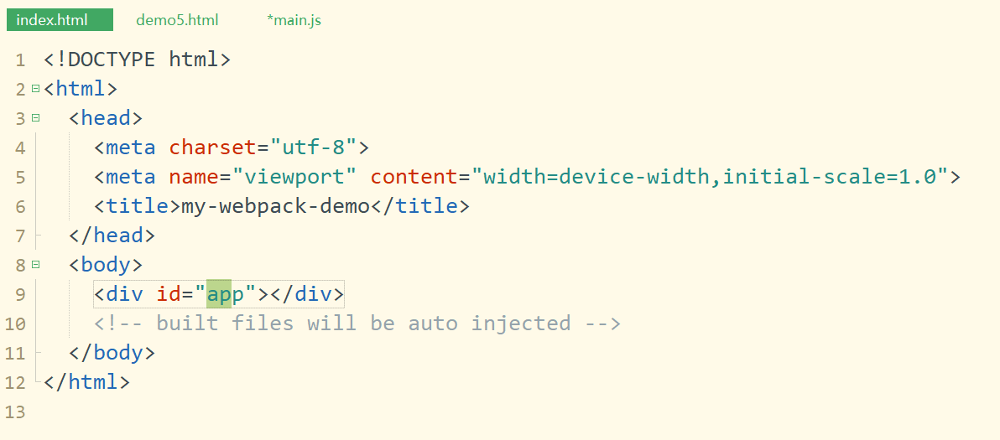 index.html demo5.html *main.js
1 <!DOCTYPE html>
2 <html>
3 <head>
4 <meta charset="utf-8">
5 <meta name="viewport" content="width=device-width,initial-scale=1.0">
6 <title>my-webpack-demo</title>
7 </head>
8 <body>
9 <div id="app"></div>
10 <!-- built files will be auto injected -->
11 </body>
12 </html>
13